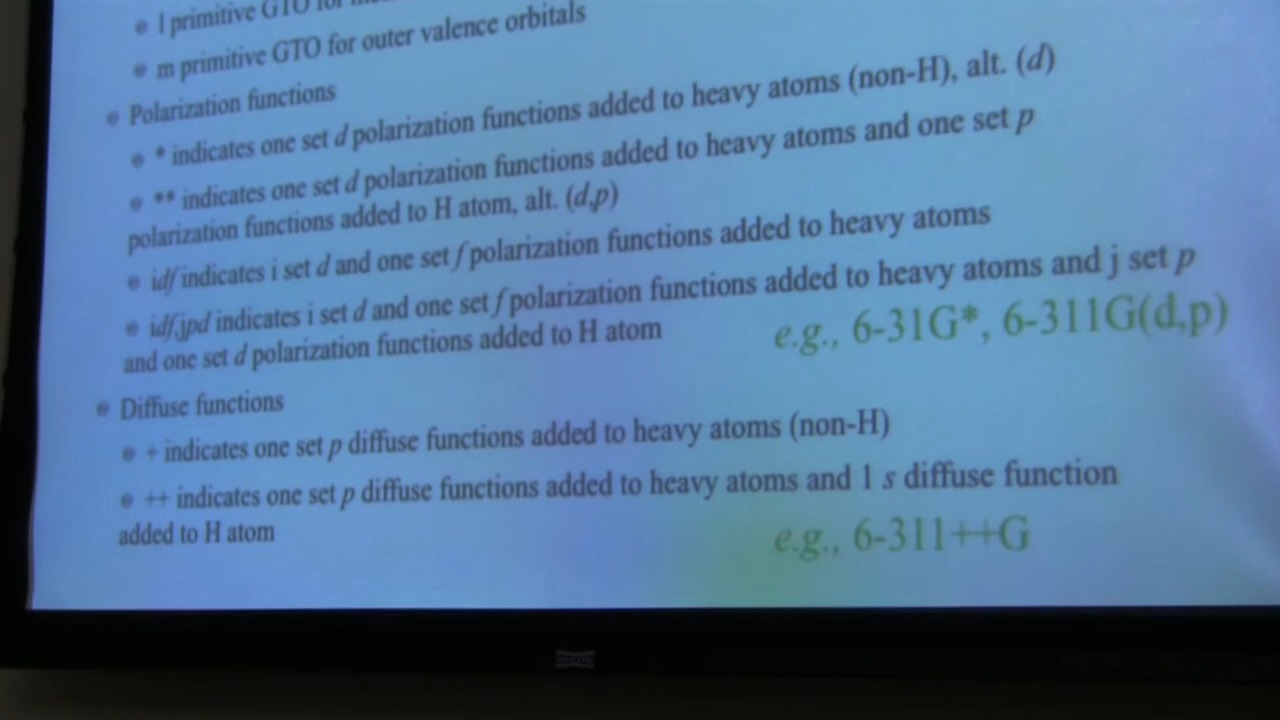 l primitive GTO for
m primitive GTO for outer valence orbitals
Polarization functions
* indicates one set d polarization functions added to heavy atoms (non-H), alt. (d)
** indicates one set d polarization functions added to heavy atoms and one set p
polarization functions added to H atom, alt. (d,p)
idf indicates i set d and one set f polarization functions added to heavy atoms
idf,jpd indicates i set d and one set f polarization functions added to heavy atoms and j set p
and one set d polarization functions added to H atom
e.g., 6-31G*, 6-311G(d,p)
Diffuse functions
+ indicates one set p diffuse functions added to heavy atoms (non-H)
++ indicates one set p diffuse functions added to heavy atoms and 1 s diffuse function
added to H atom
e.g., 6-311++G